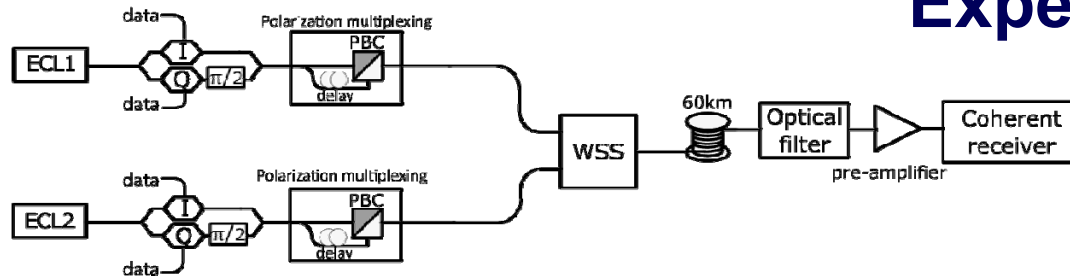 Expe
data
Polarization multiplexing
PBC
I
ECL1
Q
π/2
delay
data
60km
Optical
filter
Coherent
receiver
WSS
pre-amplifier
data
Polarization multiplexing
PBC
I
ECL2
Q
π/2
delay
data